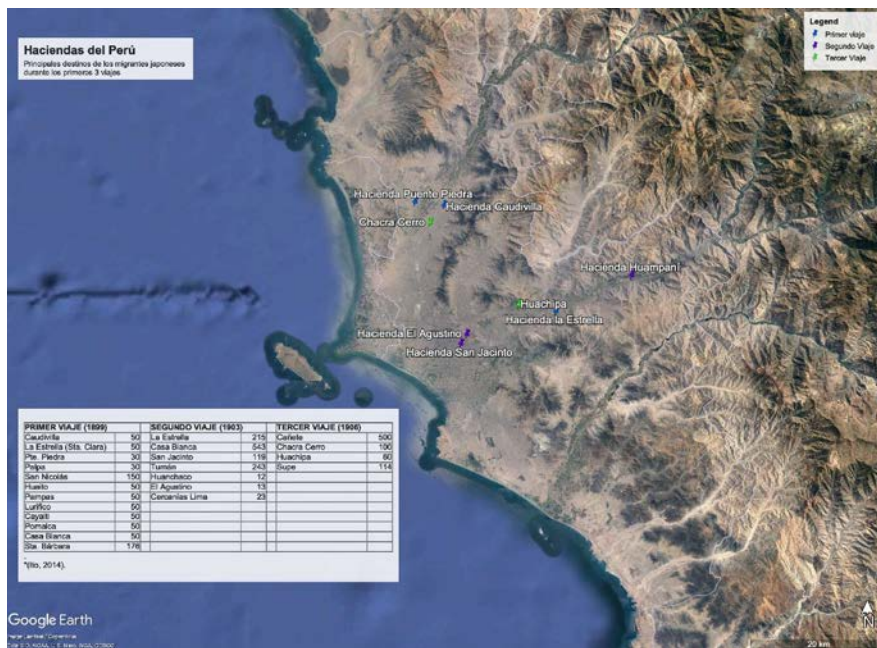 Haciendas del Perú
Principales destinos de los migrantes japoneses
durante los primeros 3 viajes
Legend
Primer viaje
Segundo Viaje
Tercer Viaje
Hacienda Puente Piedra
Hacienda Caudivilla
Chacra Cerro
Hacienda Huampaní
Huachipa
Hacienda la Estrella
Hacienda El Agustino
Hacienda San Jacinto
PRIMER VIAJE (1899) SEGUNDO VIAJE (1903) TERCER VIAJE (1906)
Caudivilla 50 La Estrella 215 Cañete 500
La Estrella (Sta. Clara) 50 Casa Blanca 543 Chacra Cerro 100
Pte. Piedra 30 San Jacinto 119 Huachipa 60
Palpa 30 Tumán 243 Supe 114
San Nicolás 150 Huanchaco 12
Hualto 50 El Agustino 13
Pampas 50 Cercanías Lima 23
Lurífico 50
Cayaltí 50
Pomalca 50
Casa Blanca 50
Sta. Bárbara 176
*(Ito, 2014).
Google Earth
N
20 km